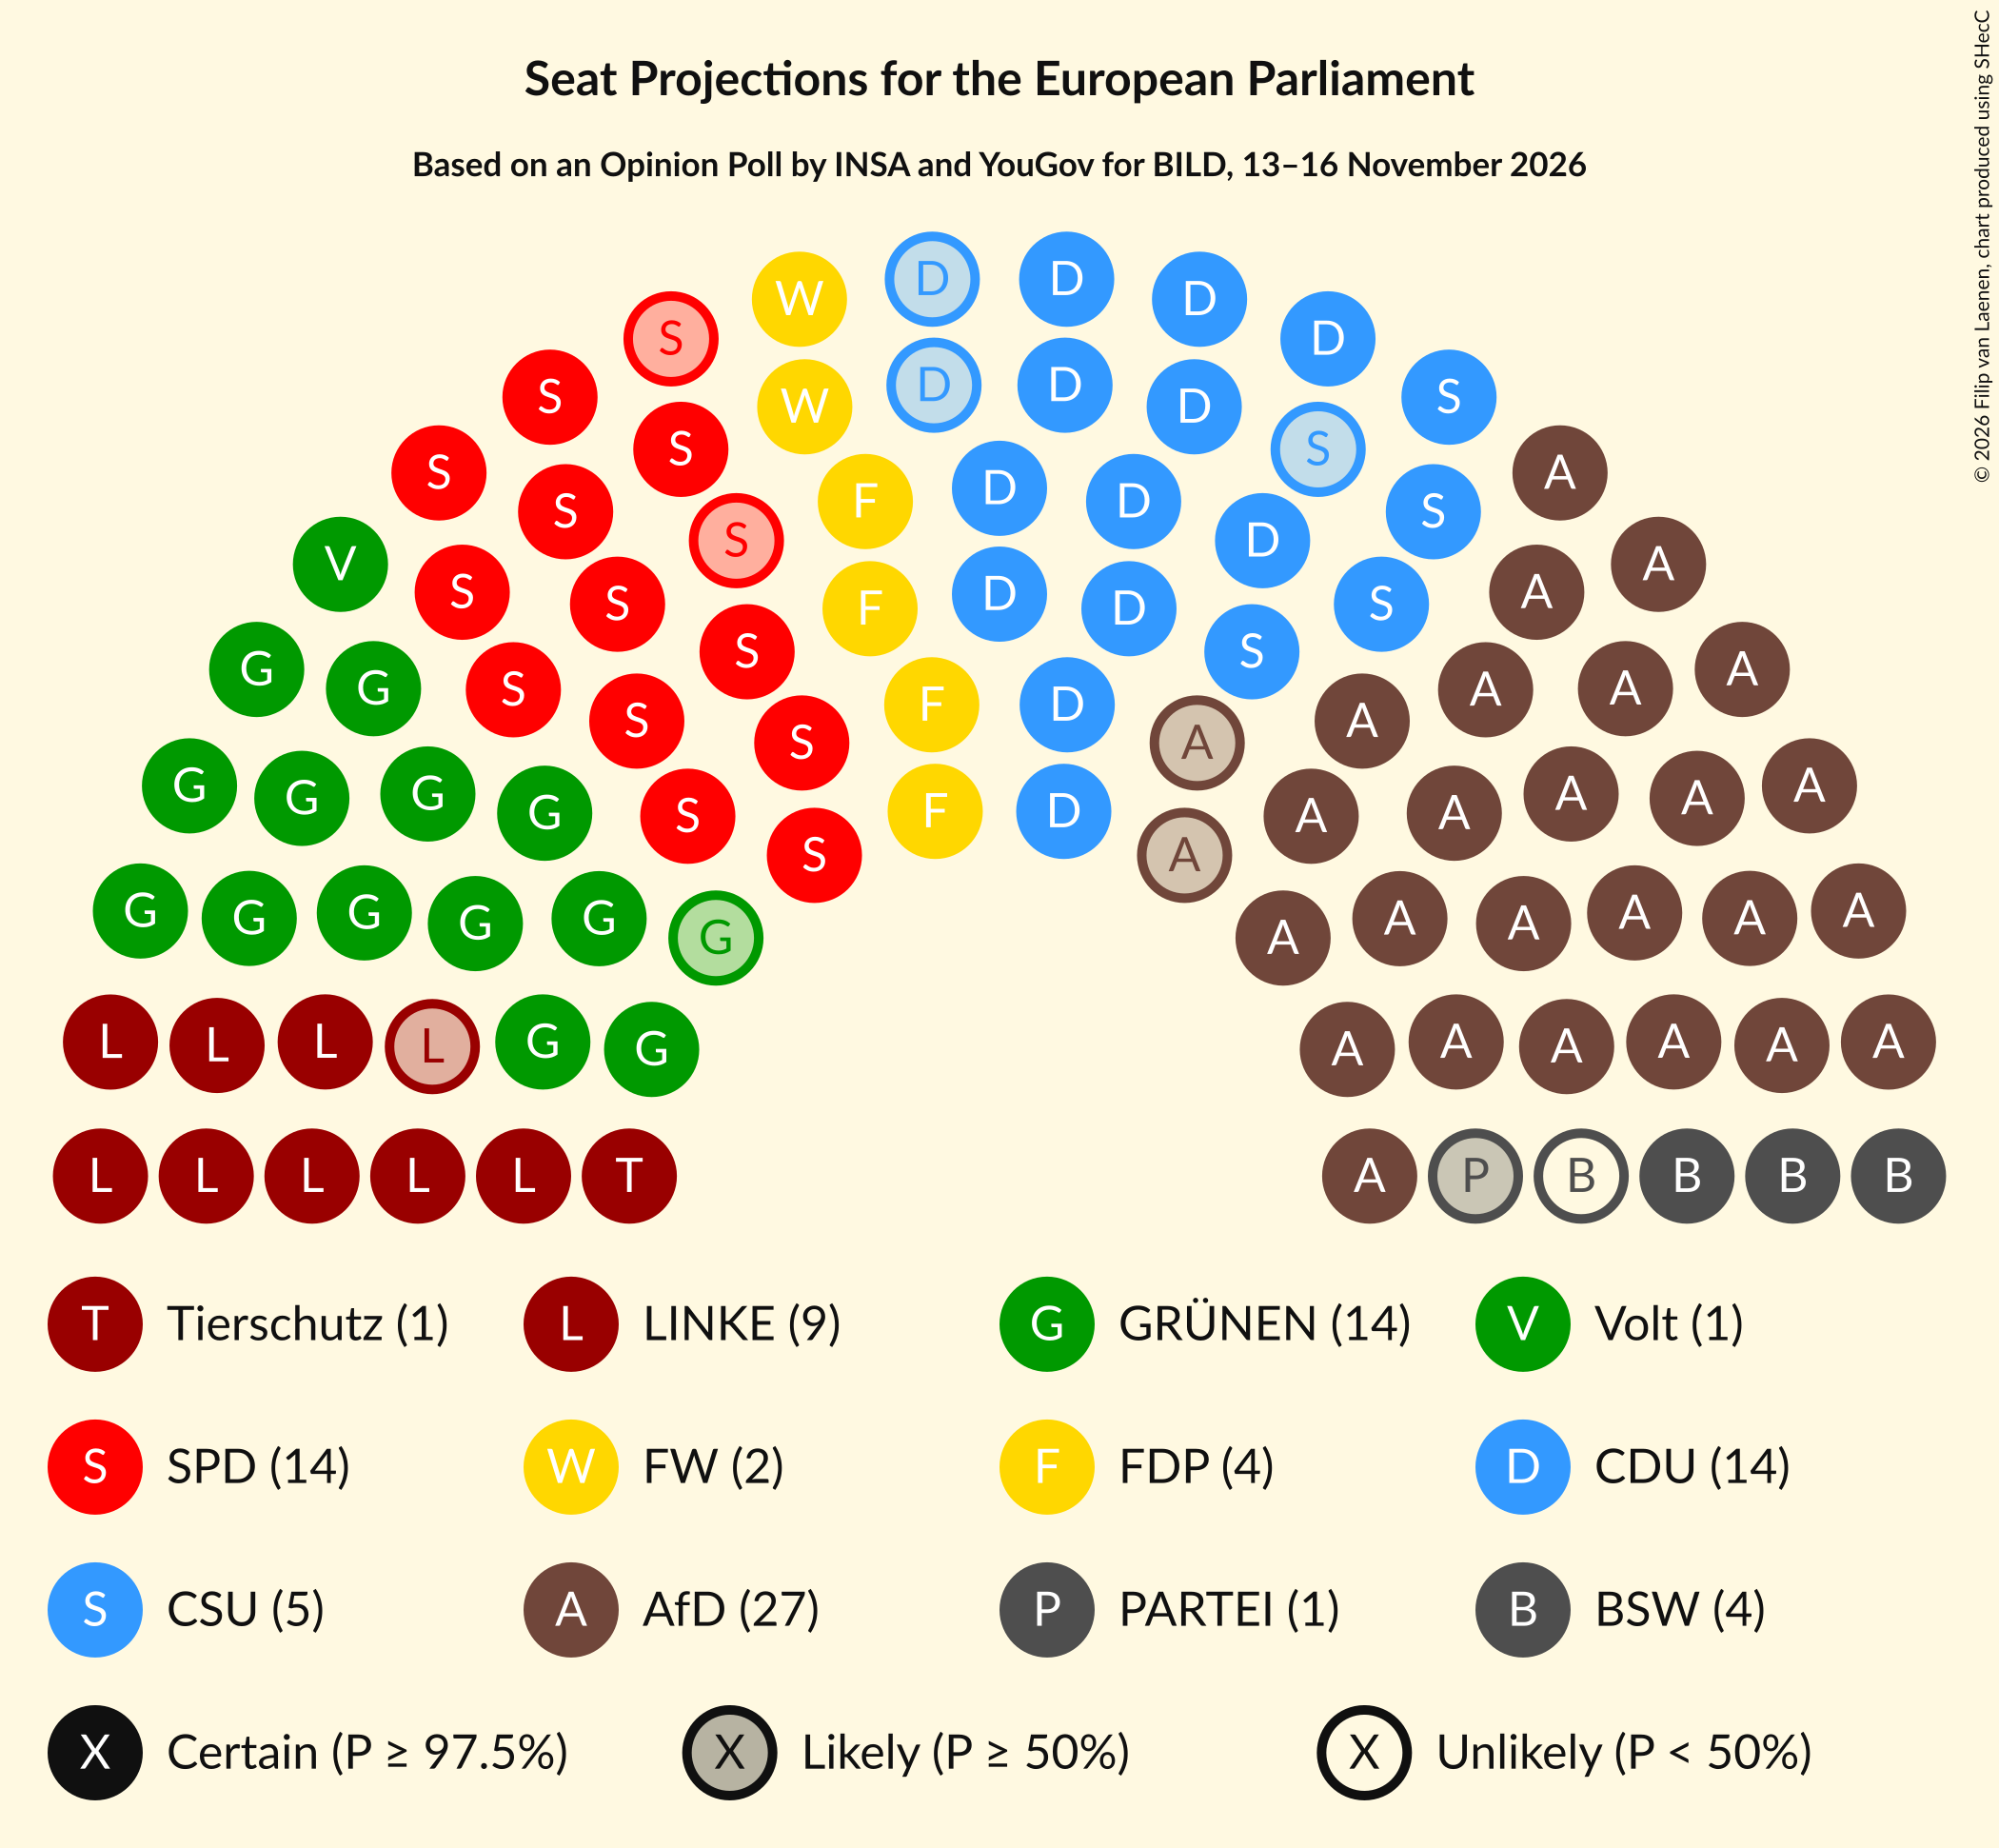 Seat Projections for the European Parliament
Based on an Opinion Poll by INSA and YouGov for BILD, 13–16 November 2026
© 2026 Filip van Laenen, chart produced using SHecC
D D
W D
S D
S S
W D D
S D
S S
S A
F D D
S D
S S
V A
S A
F D
S S
S S
G A
G A
S A
F D
S A
S A
G A
G A
G A
G A
F D
S A
S A
G G G G G G A A A A A A
L L L L G G A A A A A A
L L L L L T A P B B B B
T Tierschutz (1) L LINKE (9) G GRÜNEN (14) V Volt (1)
S SPD (14) W FW (2) F FDP (4) D CDU (14)
S CSU (5) A AfD (27) P PARTEI (1) B BSW (4)
X Certain (P ≥ 97.5%) X Likely (P ≥ 50%) X Unlikely (P < 50%)